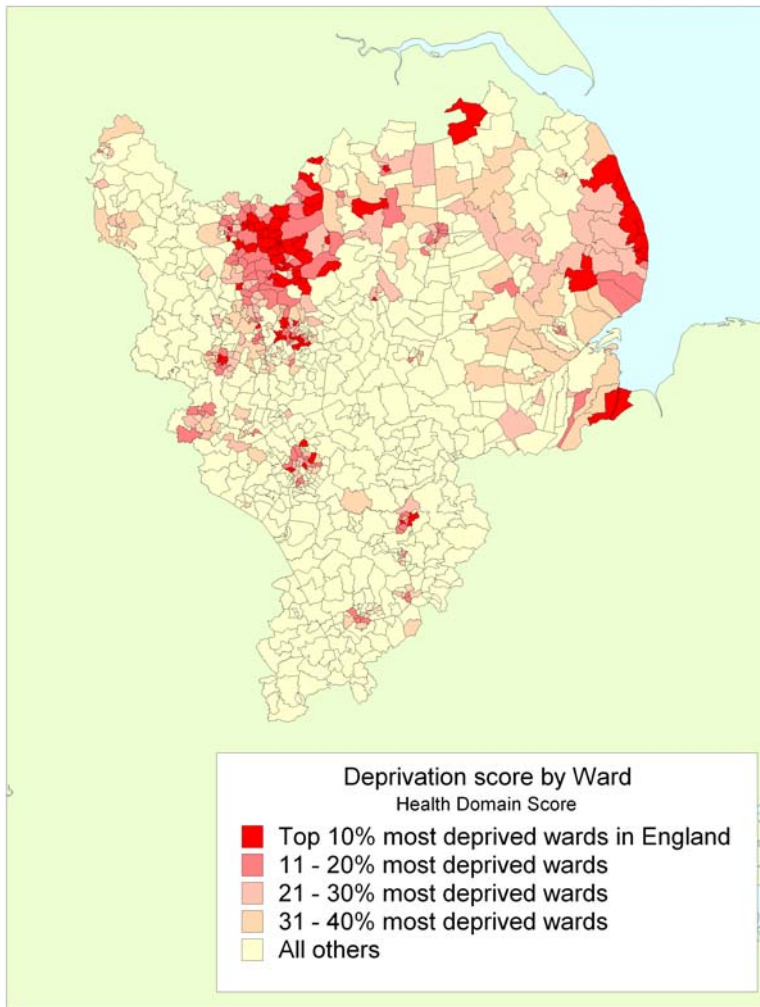 Deprivation score by Ward
Health Domain Score
Top 10% most deprived wards in England
11 - 20% most deprived wards
21 - 30% most deprived wards
31 - 40% most deprived wards
All others